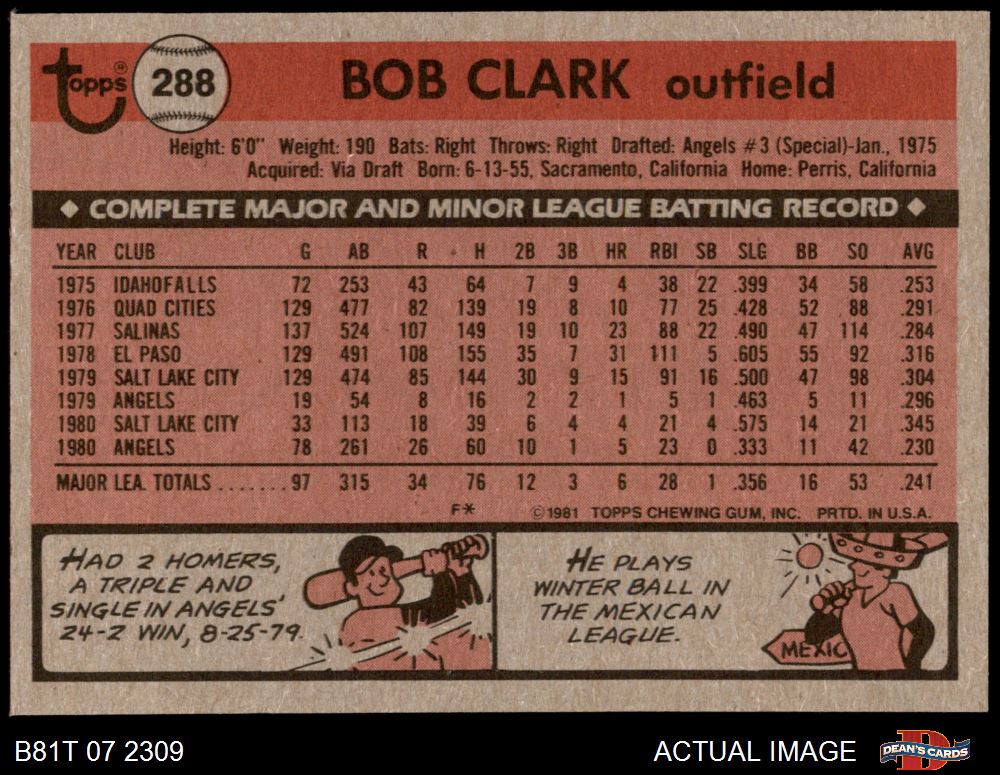 topps®
288
BOB CLARK outfield
Height: 6'0" Weight: 190 Bats: Right Throws: Right Drafted: Angels #3 (Special)-Jan., 1975
Acquired: Via Draft Born: 6-13-55, Sacramento, California Home: Perris, California
◆ COMPLETE MAJOR AND MINOR LEAGUE BATTING RECORD ◆
YEAR CLUB G AB R H 2B 3B HR RBI SB SLG BB SO AVG
1975 IDAHOFALLS 72 253 43 64 7 9 4 38 22 .399 34 58 .253
1976 QUAD CITIES 129 477 82 139 19 8 10 77 25 .428 52 88 .291
1977 SALINAS 137 524 107 149 19 10 23 88 22 .490 47 114 .284
1978 EL PASO 129 491 108 155 35 7 31 111 5 .605 55 92 .316
1979 SALT LAKE CITY 129 474 85 144 30 9 15 91 16 .500 47 98 .304
1979 ANGELS 19 54 8 16 2 2 1 5 1 .463 5 11 .296
1980 SALT LAKE CITY 33 113 18 39 6 4 4 21 4 .575 14 21 .345
1980 ANGELS 78 261 26 60 10 1 5 23 0 .333 11 42 .230
MAJOR LEA. TOTALS ....... 97 315 34 76 12 3 6 28 1 .356 16 53 .241
F* ©1981 TOPPS CHEWING GUM, INC. PRTD. IN U.S.A.
HAD 2 HOMERS,
A TRIPLE AND
SINGLE IN ANGELS'
24-2 WIN, 8-25-79.
HE PLAYS
WINTER BALL IN
THE MEXICAN
LEAGUE.
MEXIC
B81T 07 2309
ACTUAL IMAGE
D
DEAN'S CARDS